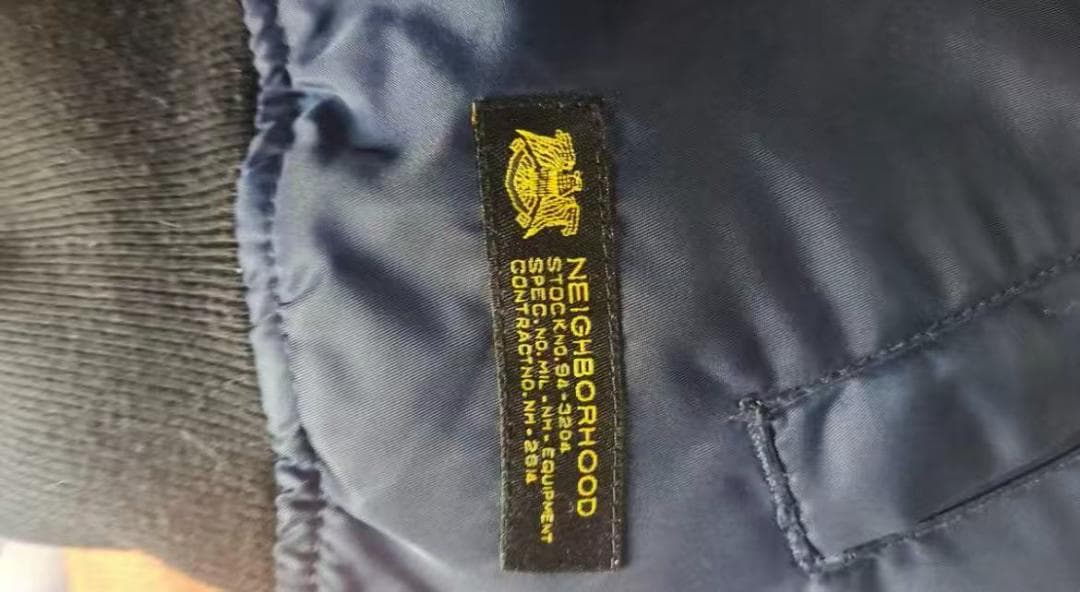 NEIGHBORHOOD
STOCK NO. 94-3204
SPEC. NO. MIL - NH - EQUIPMENT
CONTRACT NO. NH - 2014